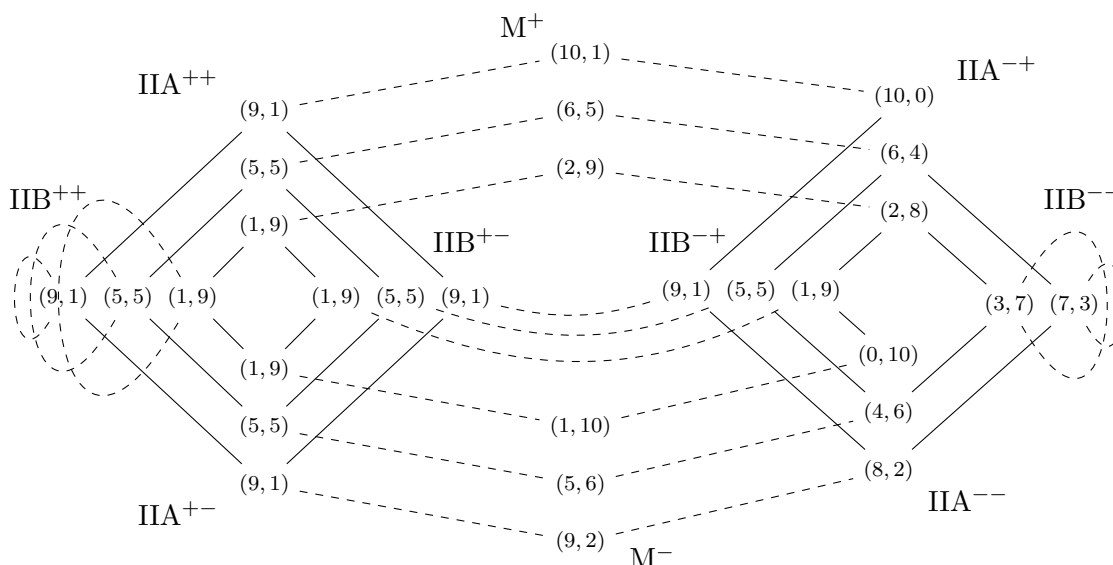 M⁺
(10, 1)
IIA⁺⁺
IIA⁻⁺
(9, 1)
(10, 0)
(6, 5)
(5, 5)
(6, 4)
(2, 9)
IIB⁺⁺
IIB⁻⁻
(1, 9)
(2, 8)
IIB⁺⁻
IIB⁻⁺
(9, 1) (5, 5) (1, 9) (1, 9) (5, 5) (9, 1) (9, 1) (5, 5) (1, 9) (3, 7) (7, 3)
(1, 9)
(0, 10)
(5, 5)
(1, 10)
(4, 6)
(9, 1)
(5, 6)
(8, 2)
IIA⁺⁻
IIA⁻⁻
(9, 2)
M⁻